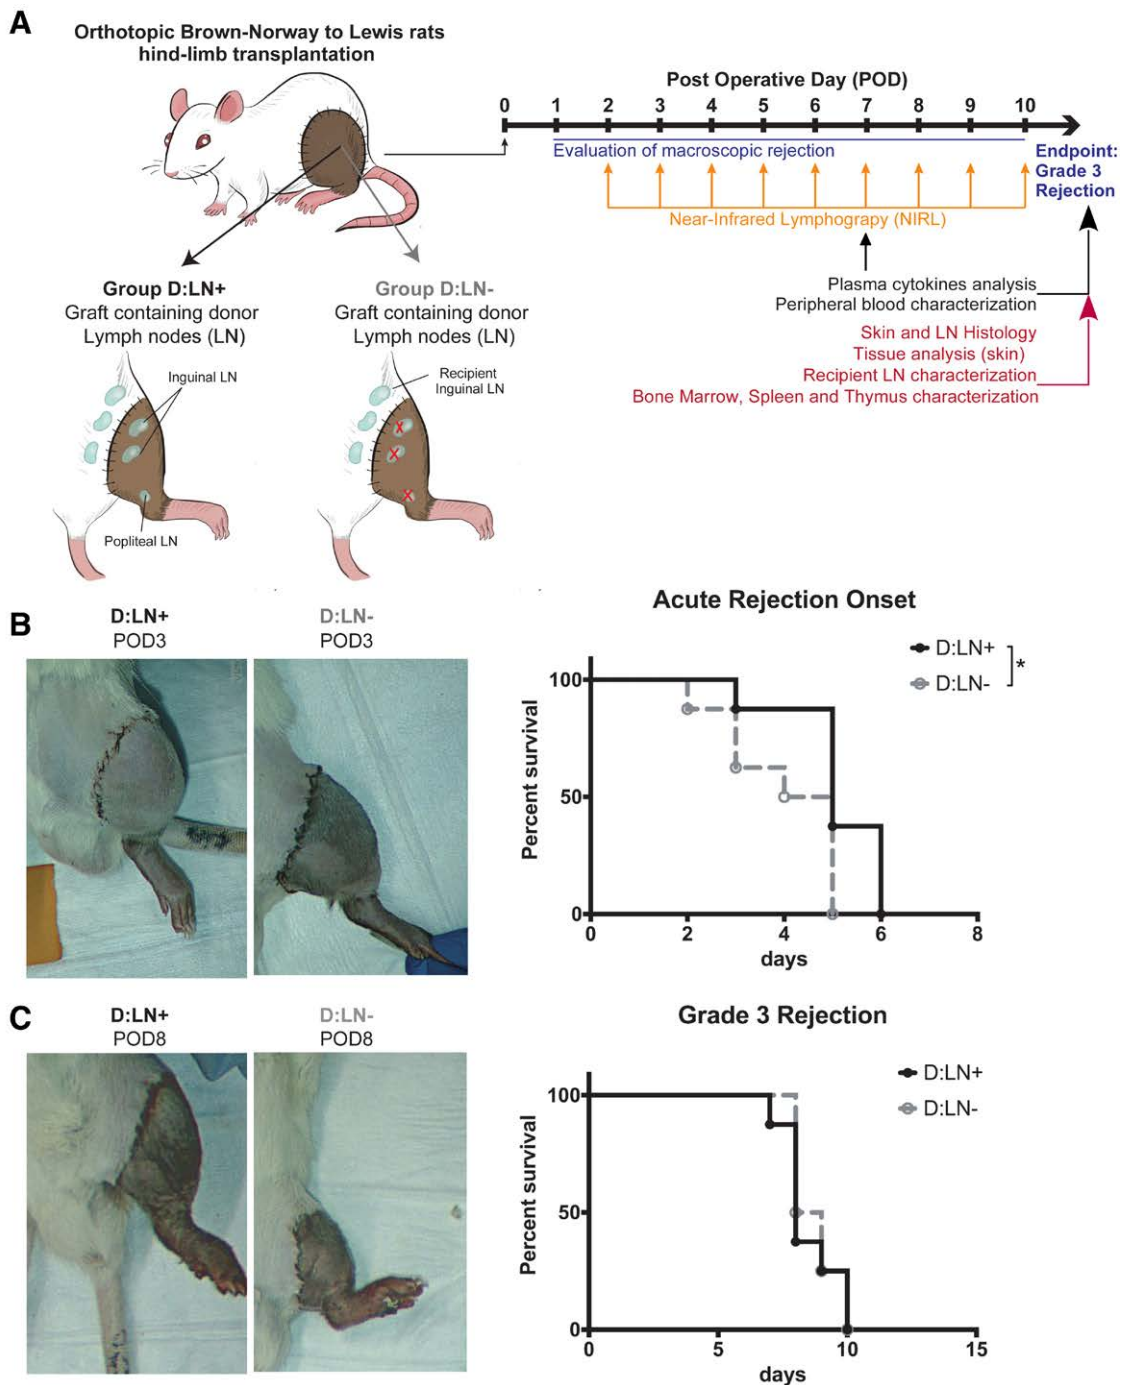 A
Orthotopic Brown-Norway to Lewis rats
hind-limb transplantation
Post Operative Day (POD)
0 1 2 3 4 5 6 7 8 9 10
Evaluation of macroscopic rejection
Endpoint:
Grade 3
Rejection
Near-Infrared Lymphograpy (NIRL)
Plasma cytokines analysis
Peripheral blood characterization
Skin and LN Histology
Tissue analysis (skin)
Recipient LN characterization
Bone Marrow, Spleen and Thymus characterization
Group D:LN+
Graft containing donor
Lymph nodes (LN)
Inguinal LN
Popliteal LN
Group D:LN-
Graft containing donor
Lymph nodes (LN)
Recipient
Inguinal LN
B
D:LN+
POD3
D:LN-
POD3
Acute Rejection Onset
D:LN+
D:LN-
*
Percent survival
100
50
0
0 2 4 6 8
days
C
D:LN+
POD8
D:LN-
POD8
Grade 3 Rejection
D:LN+
D:LN-
Percent survival
100
50
0
0 5 10 15
days